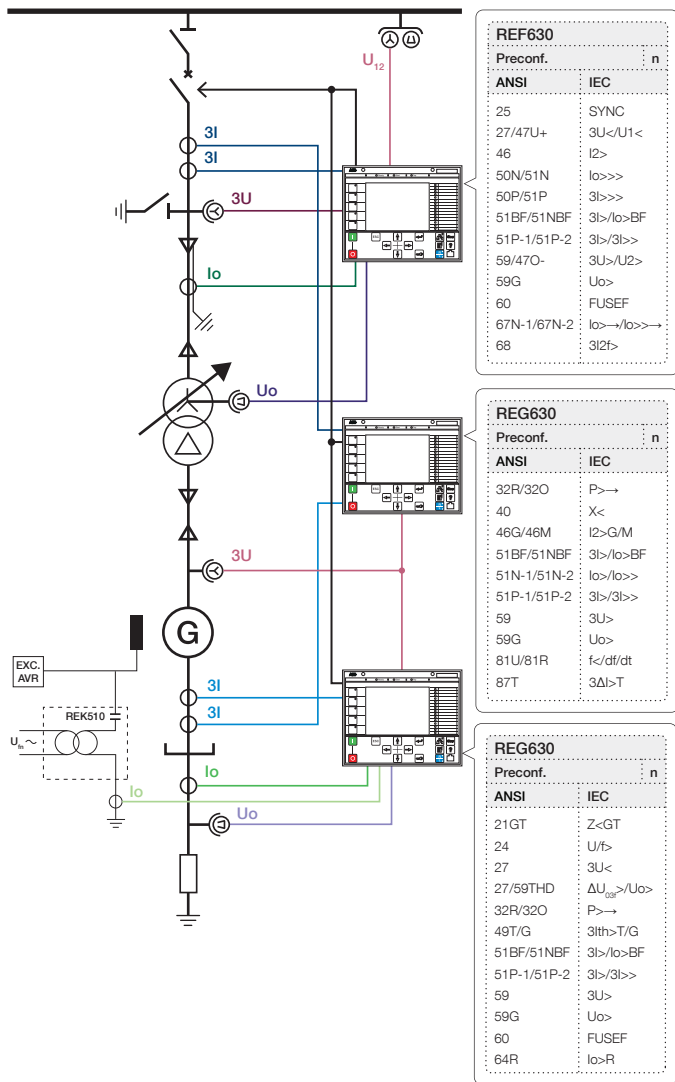 U12
3I
3I
3U
Io
Uo
3U
G
EXC.
AVR
REK510
Ufn ~
3I
3I
Io
Io
Uo
REF630
Preconf. n
ANSI IEC
25 SYNC
27/47U+ 3U</U1<
46 I2>
50N/51N Io>>>
50P/51P 3I>>>
51BF/51NBF 3I>/Io>BF
51P-1/51P-2 3I>/3I>>
59/47O- 3U>/U2>
59G Uo>
60 FUSEF
67N-1/67N-2 Io>→/Io>>→
68 3I2f>
REG630
Preconf. n
ANSI IEC
32R/32O P>→
40 X<
46G/46M I2>G/M
51BF/51NBF 3I>/Io>BF
51N-1/51N-2 Io>/Io>>
51P-1/51P-2 3I>/3I>>
59 3U>
59G Uo>
81U/81R f</df/dt
87T 3ΔI>T
REG630
Preconf. n
ANSI IEC
21GT Z<GT
24 U/f>
27 3U<
27/59THD ΔU03f>/Uo>
32R/32O P>→
49T/G 3Ith>T/G
51BF/51NBF 3I>/Io>BF
51P-1/51P-2 3I>/3I>>
59 3U>
59G Uo>
60 FUSEF
64R Io>R